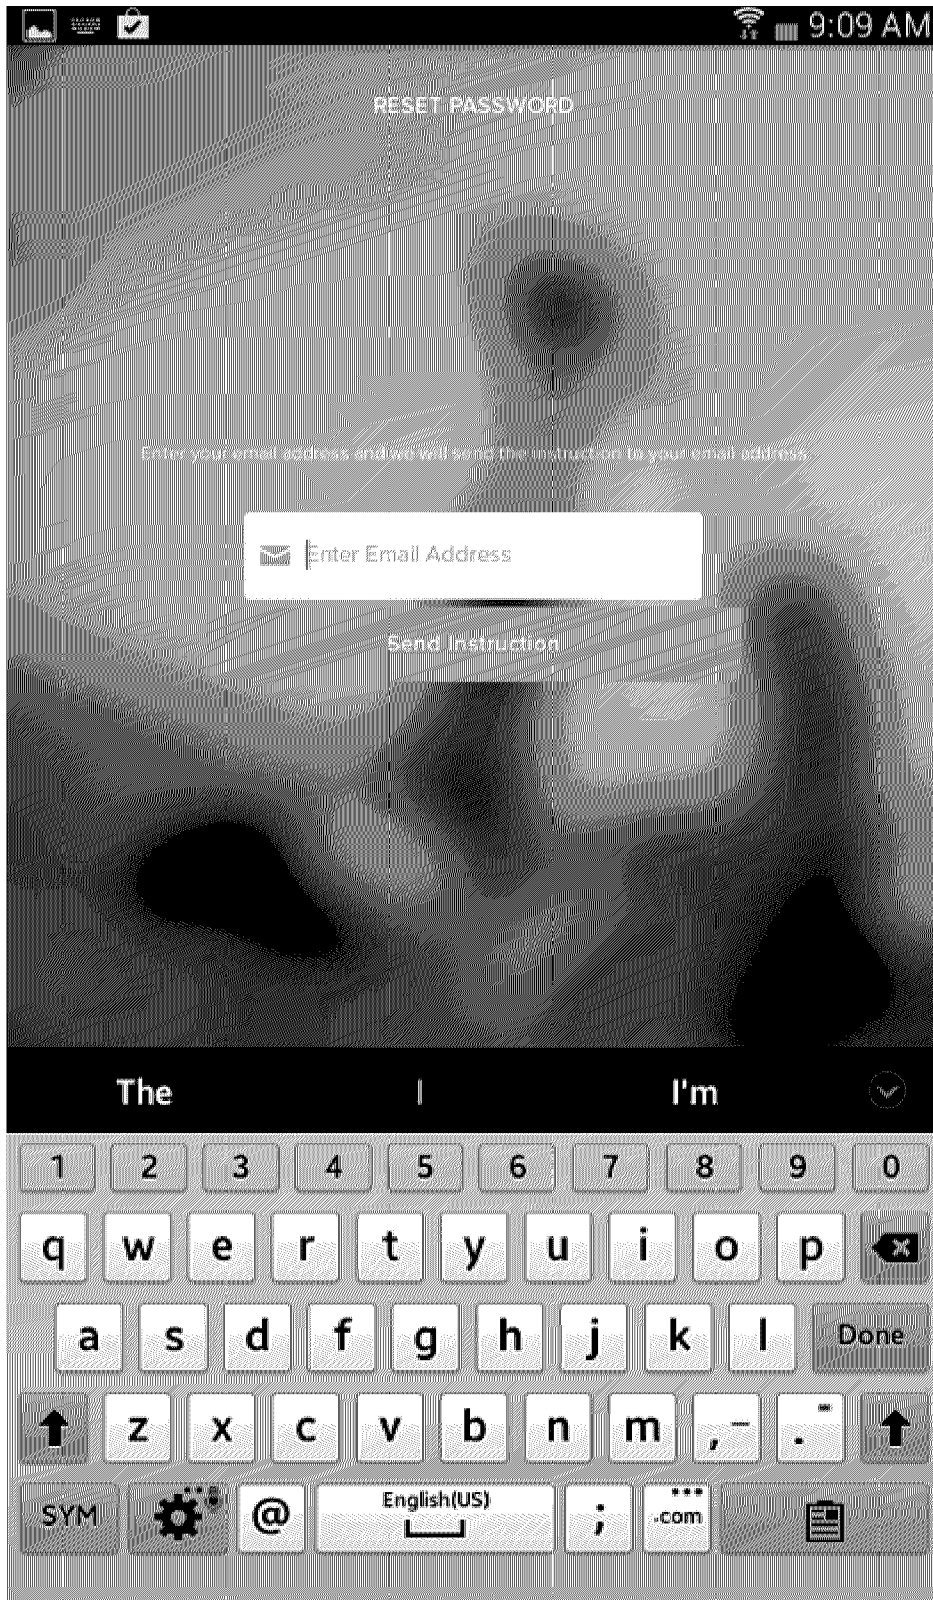 9:09 AM
RESET PASSWORD
Enter your email address and we will send the instruction to your email address.
Enter Email Address
Send Instruction
The I I'm
1 2 3 4 5 6 7 8 9 0
q w e r t y u i o p
a s d f g h j k l Done
z x c v b n m , - . -
SYM @ English(US) ; .com